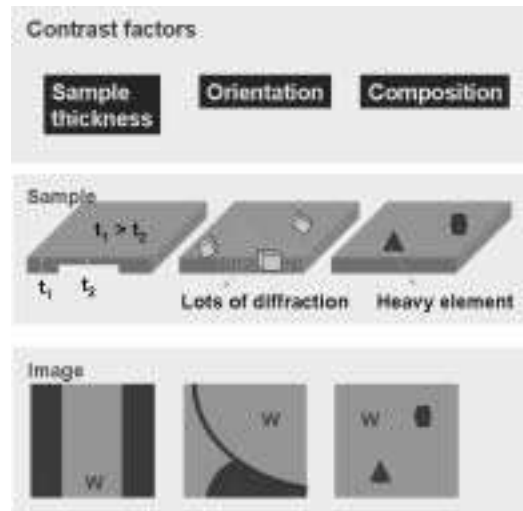 Contrast factors
Sample thickness
Orientation
Composition
Sample
t1 > t2
t1
t2
Lots of diffraction
Heavy element
Image
W
W
W